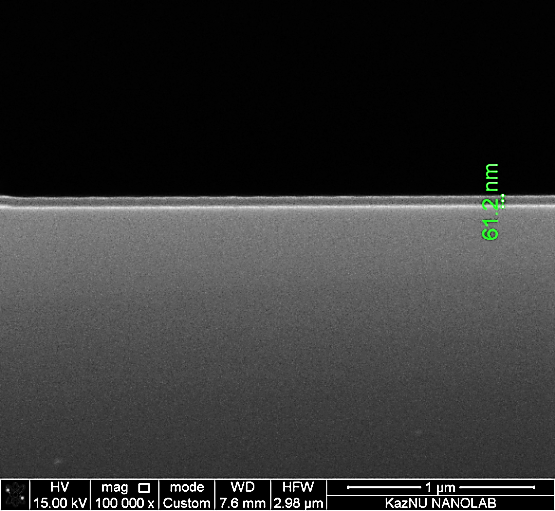 61.2 nm
HV mag mode WD HFW 1 µm
15.00 kV 100 000 x Custom 7.6 mm 2.98 µm KazNU NANOLAB